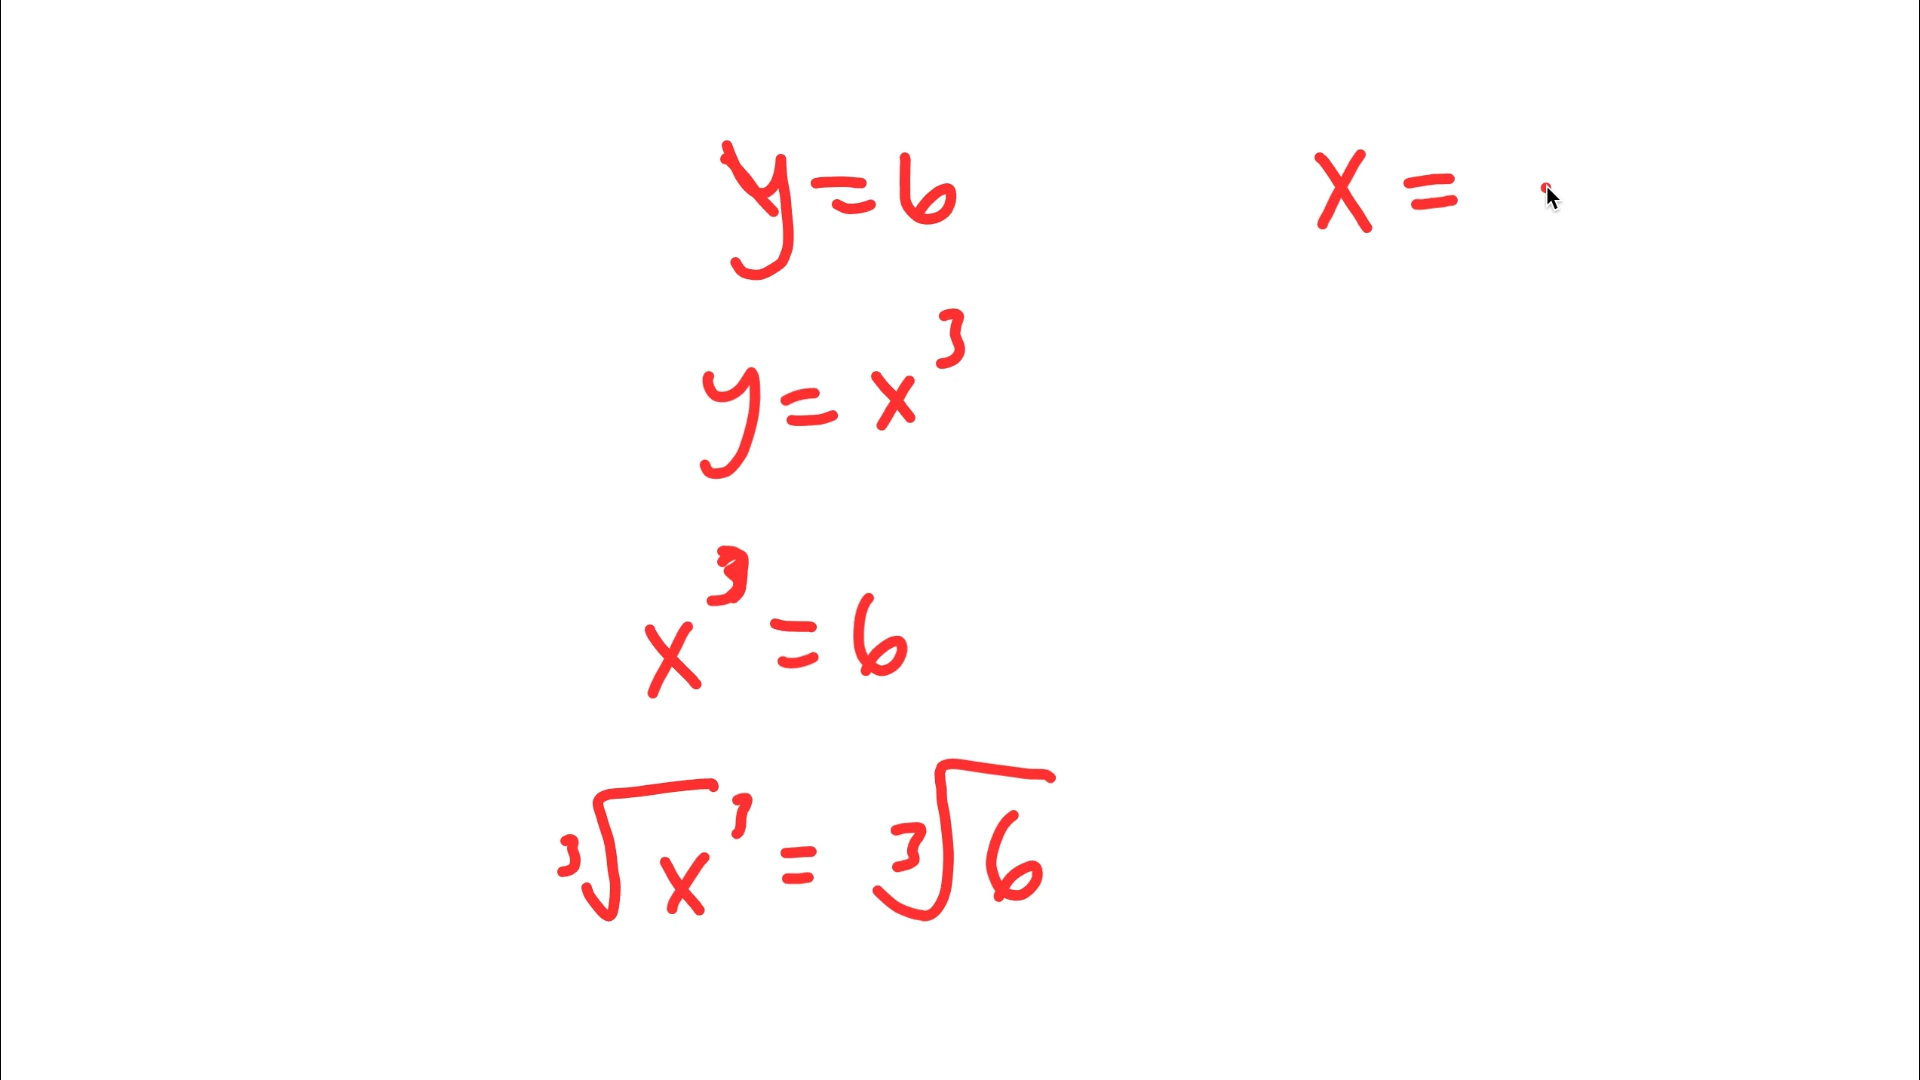 y = 6
x =
y = x³
x³ = 6
∛x³ = ∛6